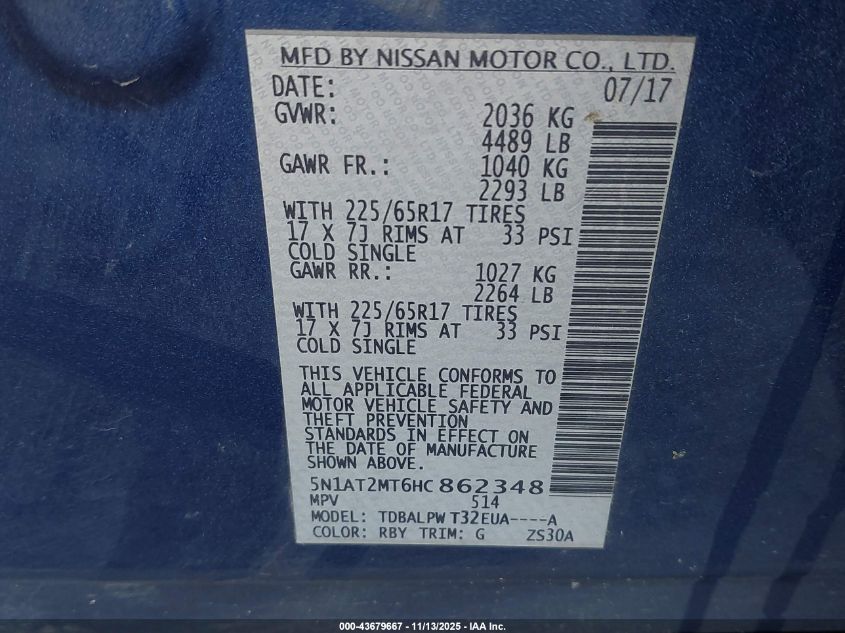 MFD BY NISSAN MOTOR CO., LTD.
DATE: 07/17
GVWR: 2036 KG
4489 LB
GAWR FR.: 1040 KG
2293 LB
WITH 225/65R17 TIRES
17 X 7J RIMS AT 33 PSI
COLD SINGLE
GAWR RR.: 1027 KG
2264 LB
WITH 225/65R17 TIRES
17 X 7J RIMS AT 33 PSI
COLD SINGLE
THIS VEHICLE CONFORMS TO
ALL APPLICABLE FEDERAL
MOTOR VEHICLE SAFETY AND
THEFT PREVENTION
STANDARDS IN EFFECT ON
THE DATE OF MANUFACTURE
SHOWN ABOVE.
5N1AT2MT6HC862348
MPV 514
MODEL: TDBALPW T32EUA----A
COLOR: RBY TRIM: G ZS30A
000-43679667 - 11/13/2025 - IAA Inc.